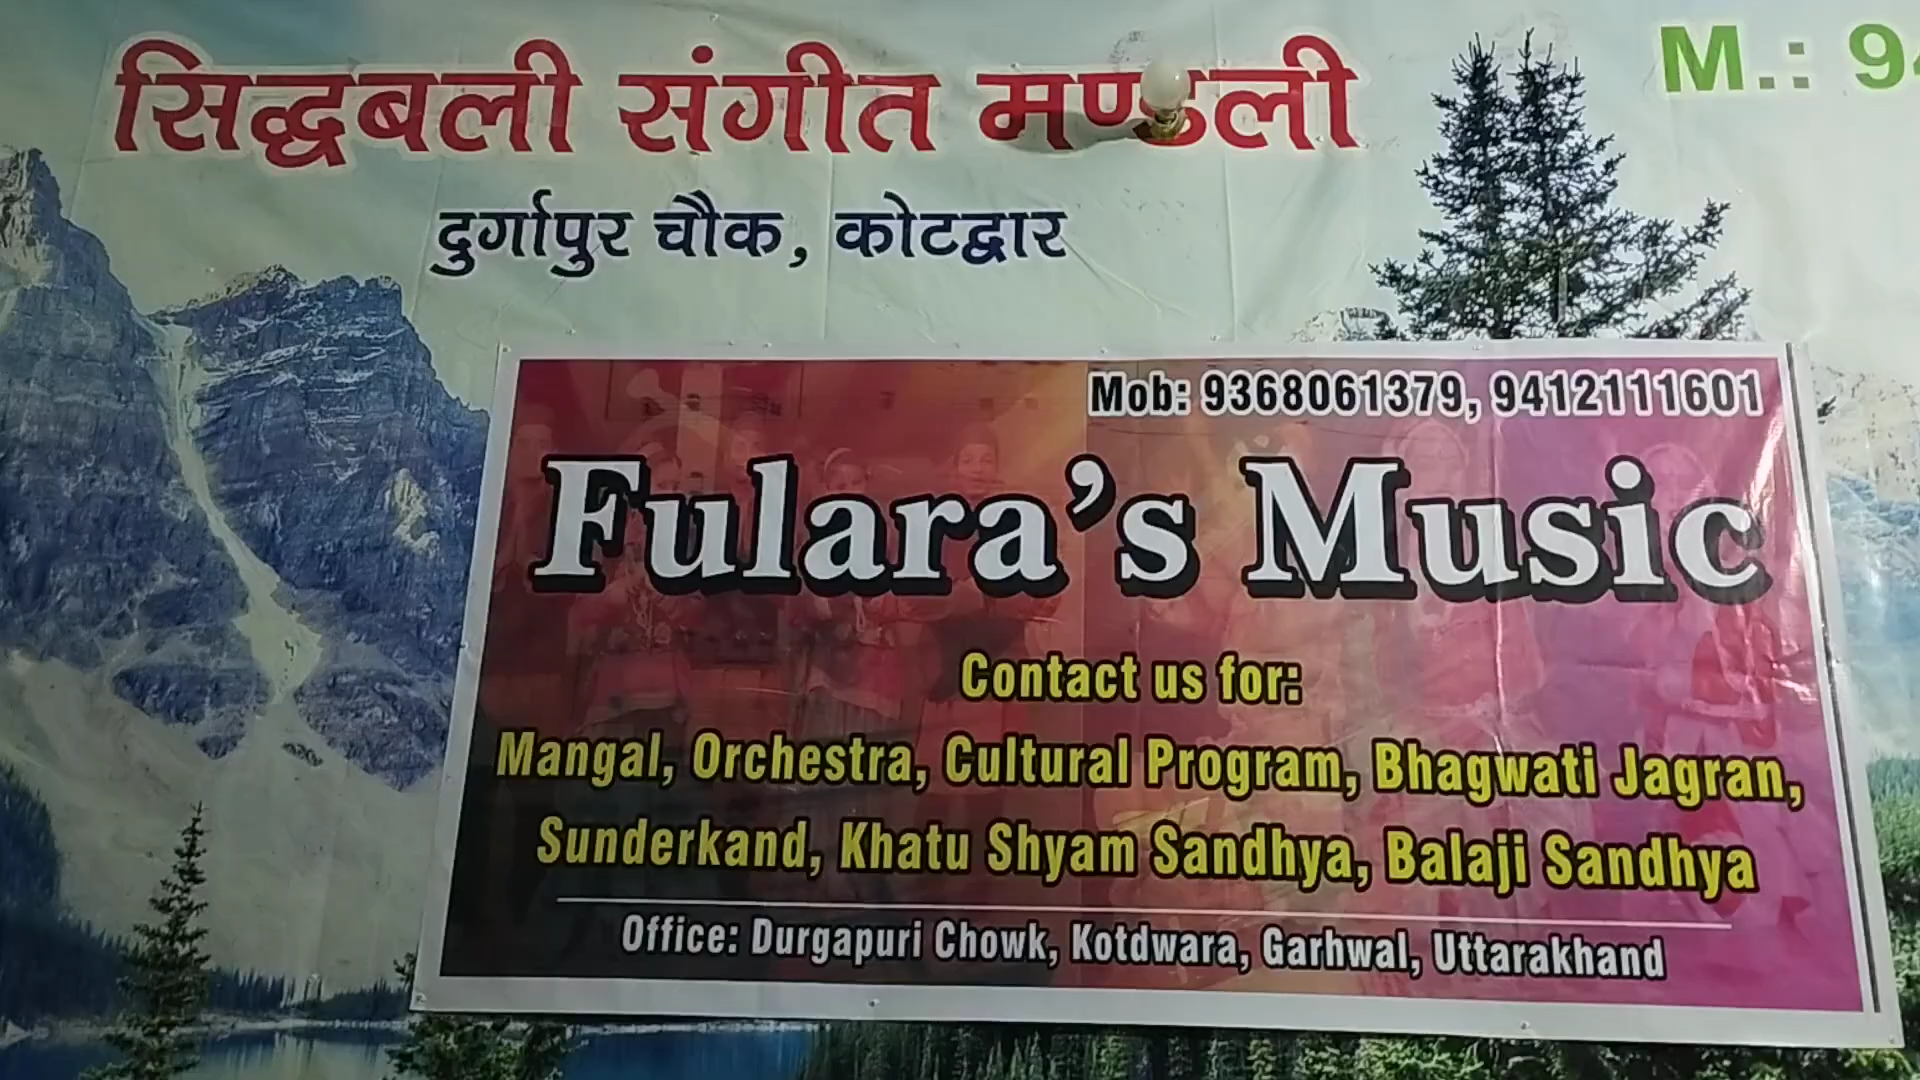 सिद्धबली संगीत मण्डली
M.: 94
दुर्गापुर चौक, कोटद्वार
Mob: 9368061379, 9412111601
Fulara's Music
Contact us for:
Mangal, Orchestra, Cultural Program, Bhagwati Jagran,
Sunderkand, Khatu Shyam Sandhya, Balaji Sandhya
Office: Durgapuri Chowk, Kotdwara, Garhwal, Uttarakhand